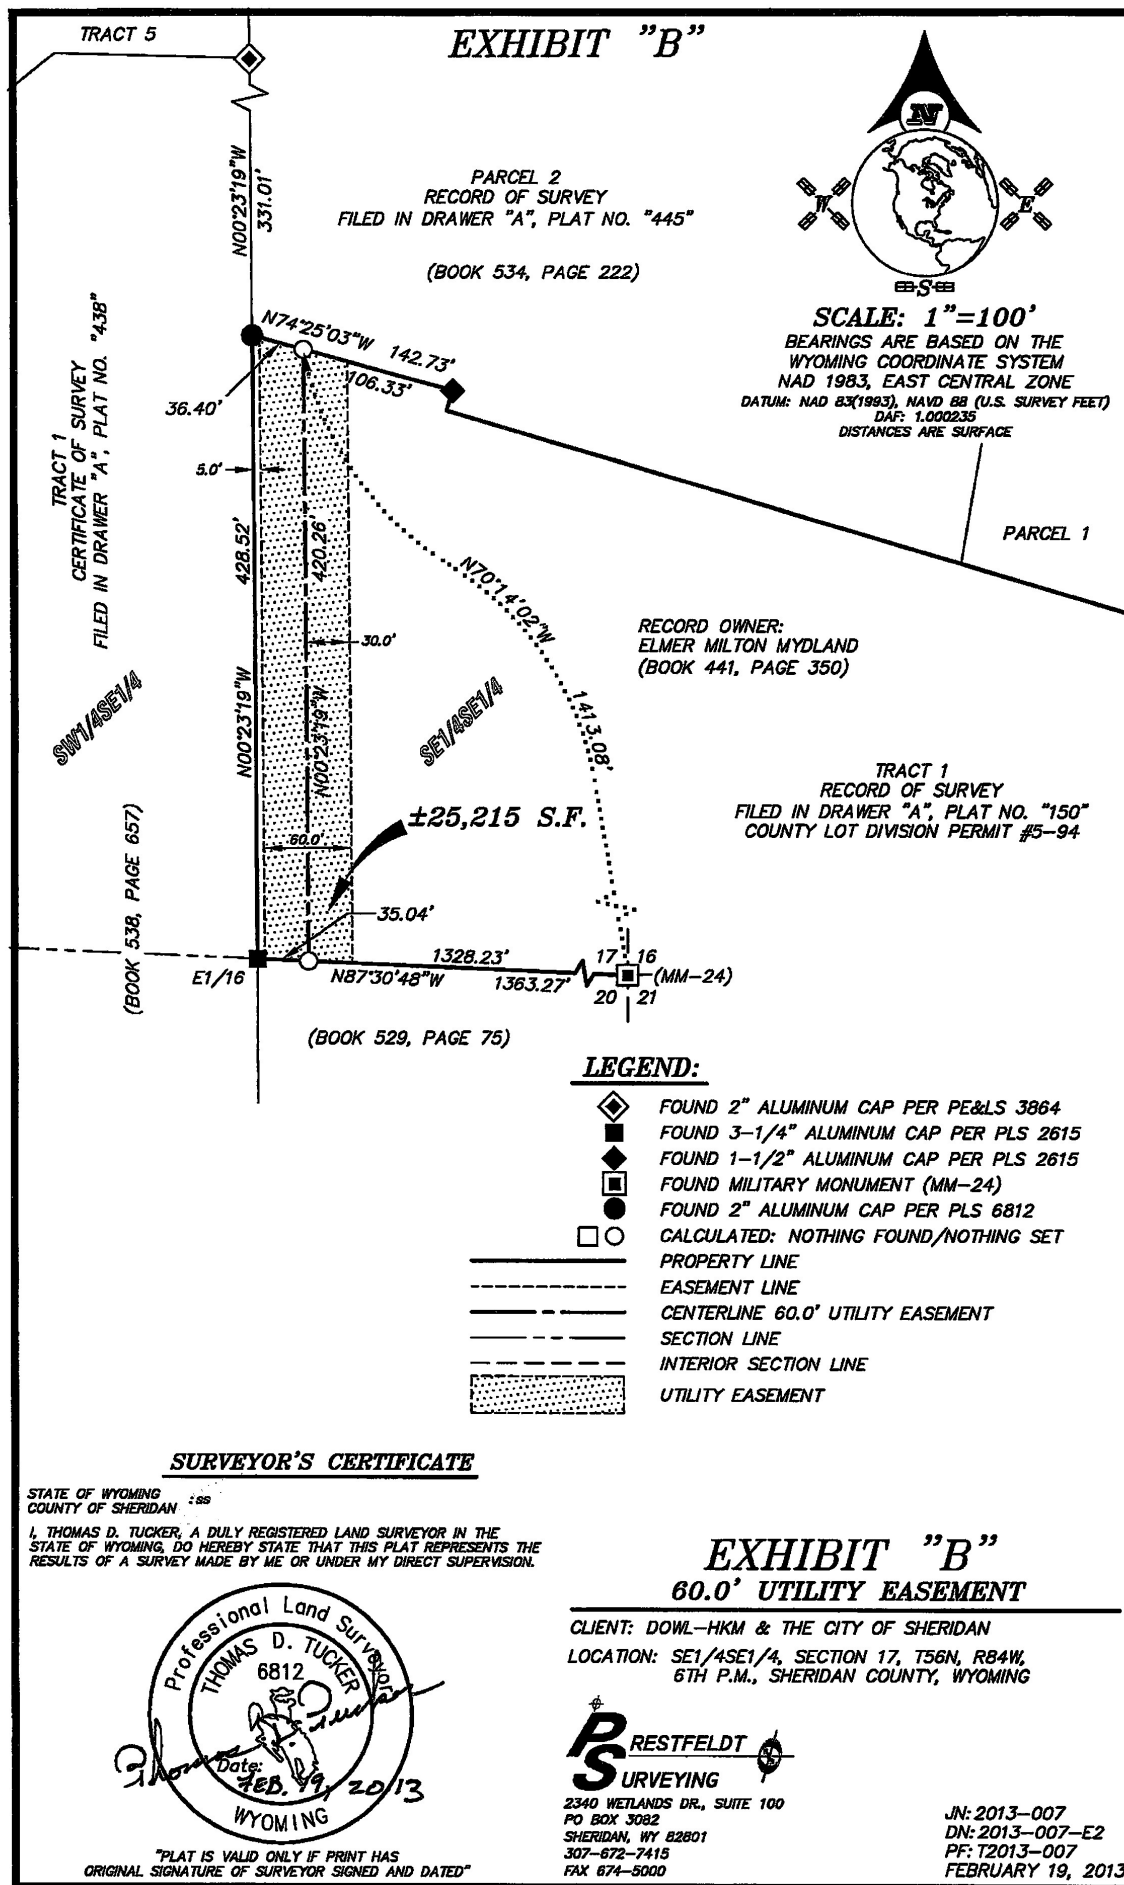 EXHIBIT "B"
TRACT 5
N00°23'19"W
331.01'
PARCEL 2
RECORD OF SURVEY
FILED IN DRAWER "A", PLAT NO. "445"
(BOOK 534, PAGE 222)
N
W
E
S
SCALE: 1"=100'
BEARINGS ARE BASED ON THE
WYOMING COORDINATE SYSTEM
NAD 1983, EAST CENTRAL ZONE
DATUM: NAD 83(1993), NAVD 88 (U.S. SURVEY FEET)
DAF: 1.000235
DISTANCES ARE SURFACE
TRACT 1
CERTIFICATE OF SURVEY
FILED IN DRAWER "A", PLAT NO. "438"
N74°25'03"W
142.73'
106.33'
36.40'
5.0'
428.52'
420.26'
PARCEL 1
N70°14'02"W
1413.08'
30.0'
RECORD OWNER:
ELMER MILTON MYDLAND
(BOOK 441, PAGE 350)
SW1/4SE1/4
N00°23'19"W
N00°23'19"W
SE1/4SE1/4
TRACT 1
RECORD OF SURVEY
FILED IN DRAWER "A", PLAT NO. "150"
COUNTY LOT DIVISION PERMIT #5-94
±25,215 S.F.
60.0'
(BOOK 538, PAGE 657)
35.04'
E1/16
1328.23'
N87°30'48"W
1363.27'
17 16
20 21
(MM-24)
(BOOK 529, PAGE 75)
LEGEND:
FOUND 2" ALUMINUM CAP PER PE&LS 3864
FOUND 3-1/4" ALUMINUM CAP PER PLS 2615
FOUND 1-1/2" ALUMINUM CAP PER PLS 2615
FOUND MILITARY MONUMENT (MM-24)
FOUND 2" ALUMINUM CAP PER PLS 6812
CALCULATED: NOTHING FOUND/NOTHING SET
PROPERTY LINE
EASEMENT LINE
CENTERLINE 60.0' UTILITY EASEMENT
SECTION LINE
INTERIOR SECTION LINE
UTILITY EASEMENT
SURVEYOR'S CERTIFICATE
STATE OF WYOMING
COUNTY OF SHERIDAN :ss
I, THOMAS D. TUCKER, A DULY REGISTERED LAND SURVEYOR IN THE
STATE OF WYOMING, DO HEREBY STATE THAT THIS PLAT REPRESENTS THE
RESULTS OF A SURVEY MADE BY ME OR UNDER MY DIRECT SUPERVISION.
Professional Land Surveyor
THOMAS D. TUCKER
6812
Thomas D Tucker
Date:
FEB. 19, 2013
WYOMING
"PLAT IS VALID ONLY IF PRINT HAS
ORIGINAL SIGNATURE OF SURVEYOR SIGNED AND DATED"
EXHIBIT "B"
60.0' UTILITY EASEMENT
CLIENT: DOWL-HKM & THE CITY OF SHERIDAN
LOCATION: SE1/4SE1/4, SECTION 17, T56N, R84W,
6TH P.M., SHERIDAN COUNTY, WYOMING
PRESTFELDT
SURVEYING
2340 WETLANDS DR., SUITE 100
PO BOX 3082
SHERIDAN, WY 82801
307-672-7415
FAX 674-5000
JN: 2013-007
DN: 2013-007-E2
PF: T2013-007
FEBRUARY 19, 2013